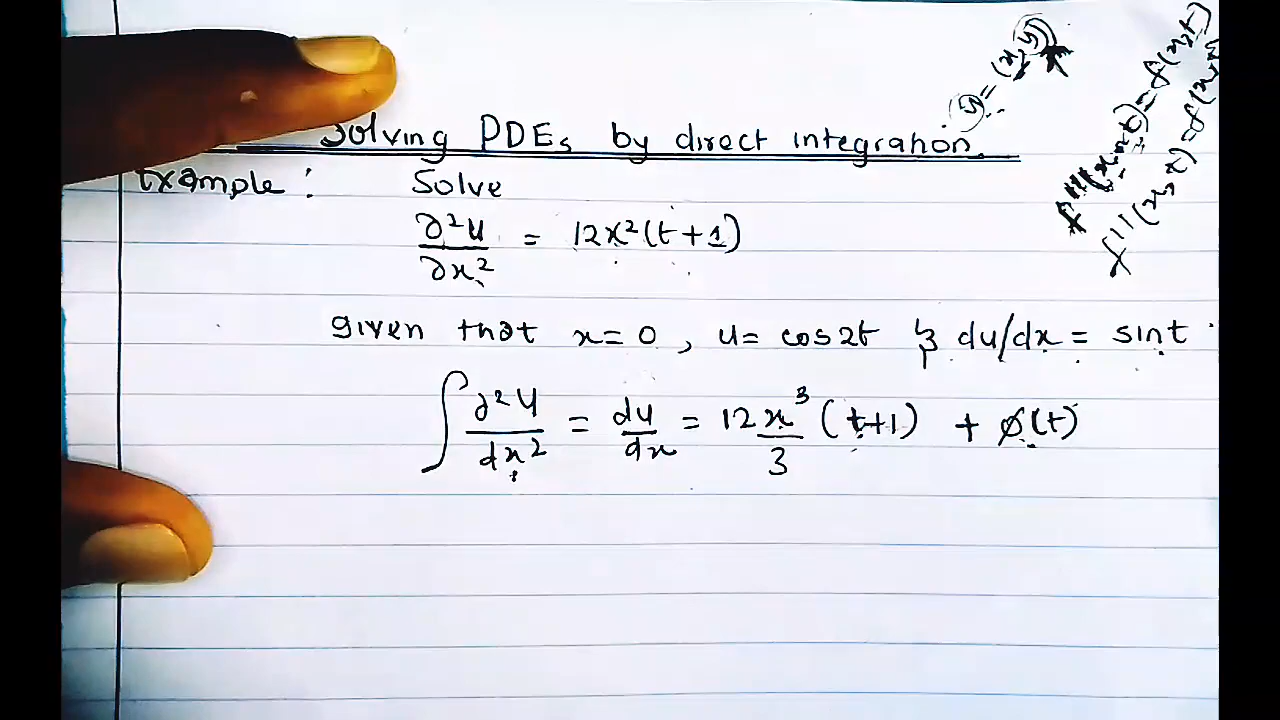 Solving PDEs by direct integration.
Example : Solve
∂²u/∂x² = 12x²(t+1)
given that x=0 , u= cos2t & du/dx = sint
∫ ∂²u/dx² = du/dx = 12x³/3 (t+1) + φ(t)